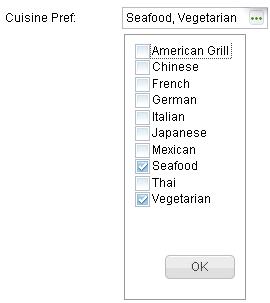 Cuisine Pref: Seafood, Vegetarian
American Grill
Chinese
French
German
Italian
Japanese
Mexican
Seafood
Thai
Vegetarian
OK